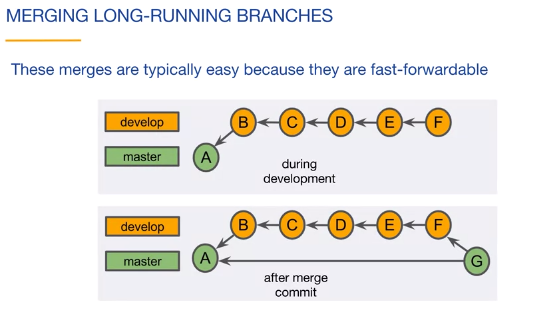 MERGING LONG-RUNNING BRANCHES
These merges are typically easy because they are fast-forwardable
develop
B C D E F
master
A
during
development
develop
B C D E F
master
A
G
after merge
commit